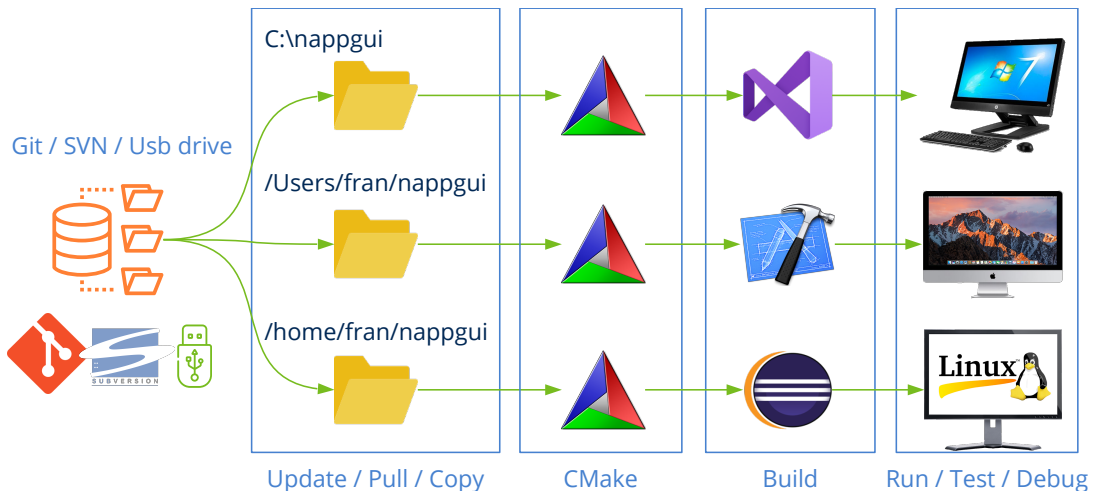 C:\nappgui
Git / SVN / Usb drive
/Users/fran/nappgui
/home/fran/nappgui
SUBVERSION
7
Linux
Update / Pull / Copy
CMake
Build
Run / Test / Debug